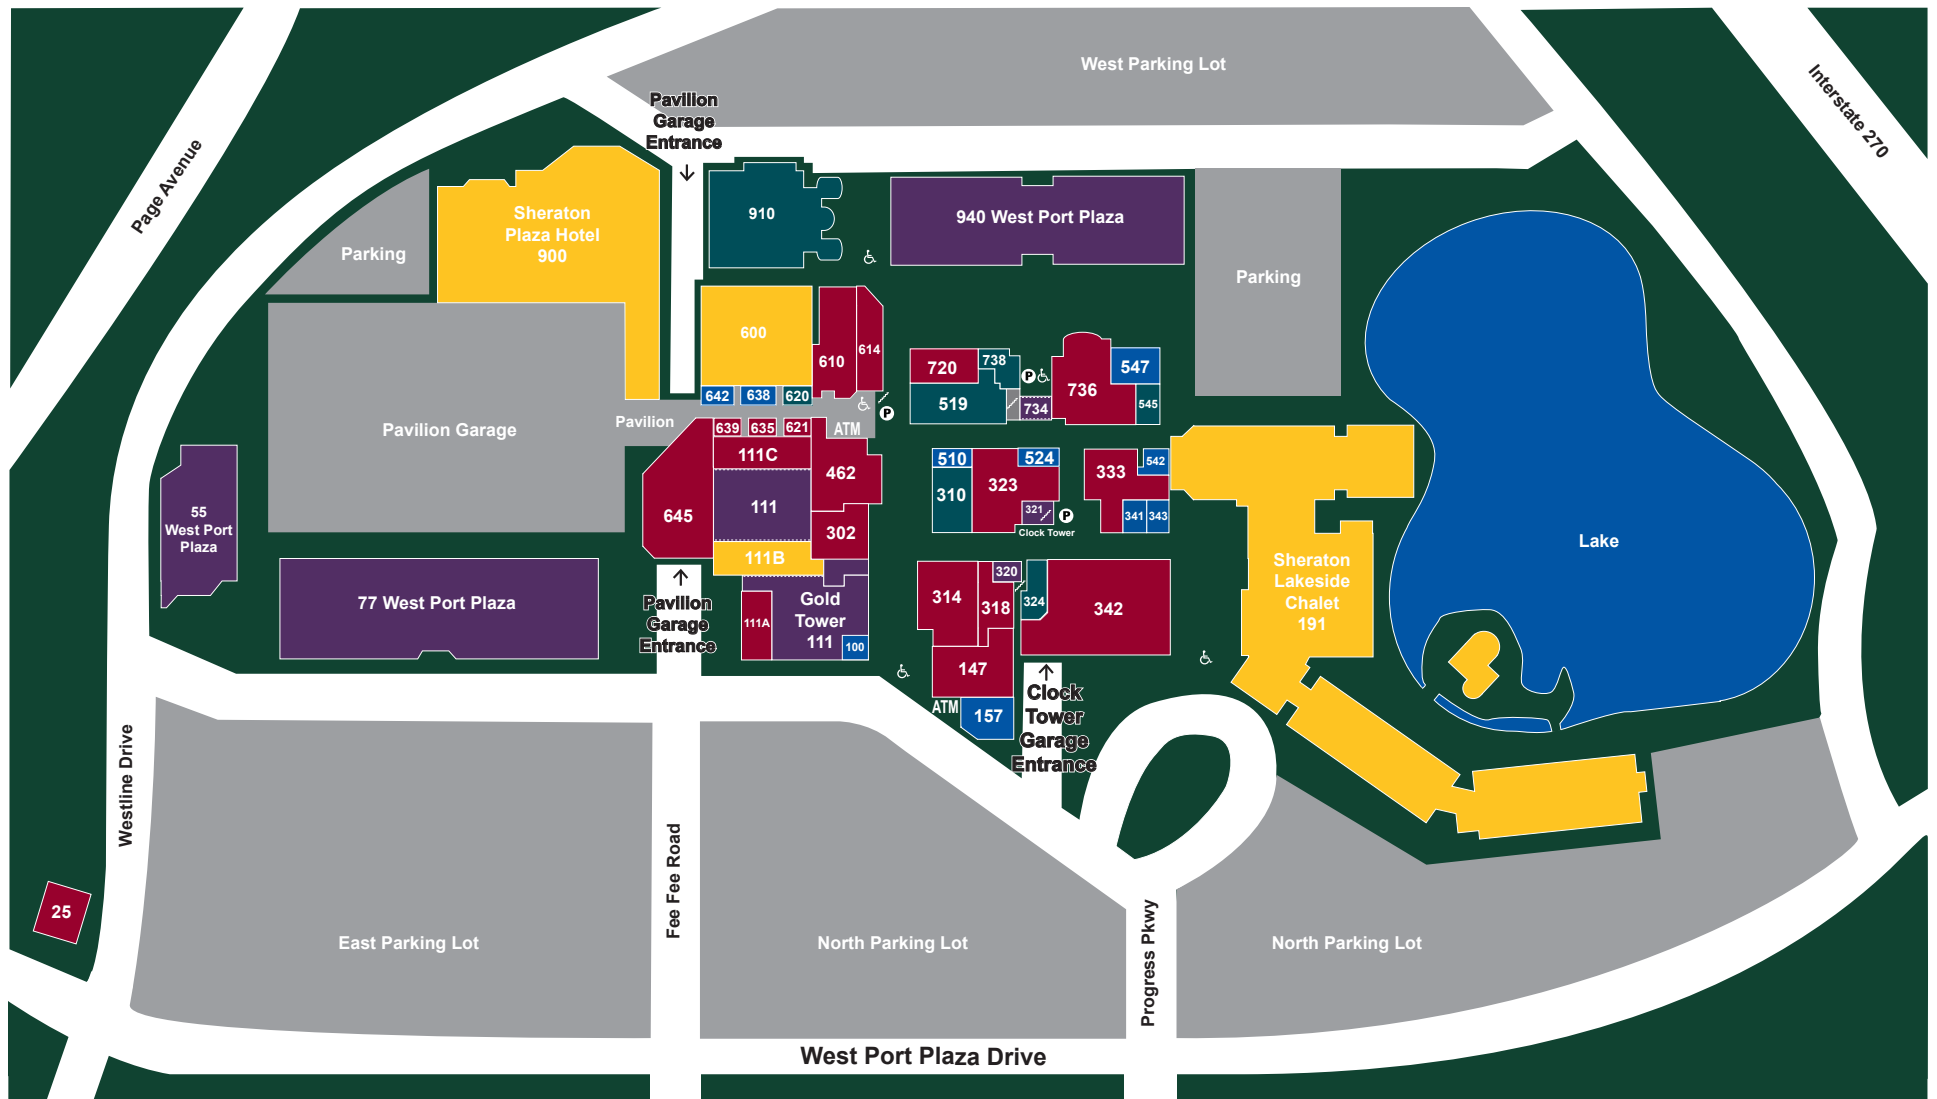 West Parking Lot
Interstate 270
Pavilion
Garage
Entrance
Page Avenue
Sheraton
Plaza Hotel
900
910
940 West Port Plaza
Parking
Parking
600
610
614
720
738
P
736
547
519
734
545
642
638
620
P
Pavilion
639
635
621
ATM
Pavilion Garage
111C
462
510
524
333
542
645
111
310
323
321
P
341
343
Clock Tower
302
55
West Port
Plaza
Lake
111B
Sheraton
Lakeside
Chalet
191
77 West Port Plaza
Pavilion
Garage
Entrance
Gold
Tower
111
111A
100
314
318
320
324
342
147
ATM
157
Clock
Tower
Garage
Entrance
Westline Drive
Fee Fee Road
Progress Pkwy
25
East Parking Lot
North Parking Lot
North Parking Lot
West Port Plaza Drive